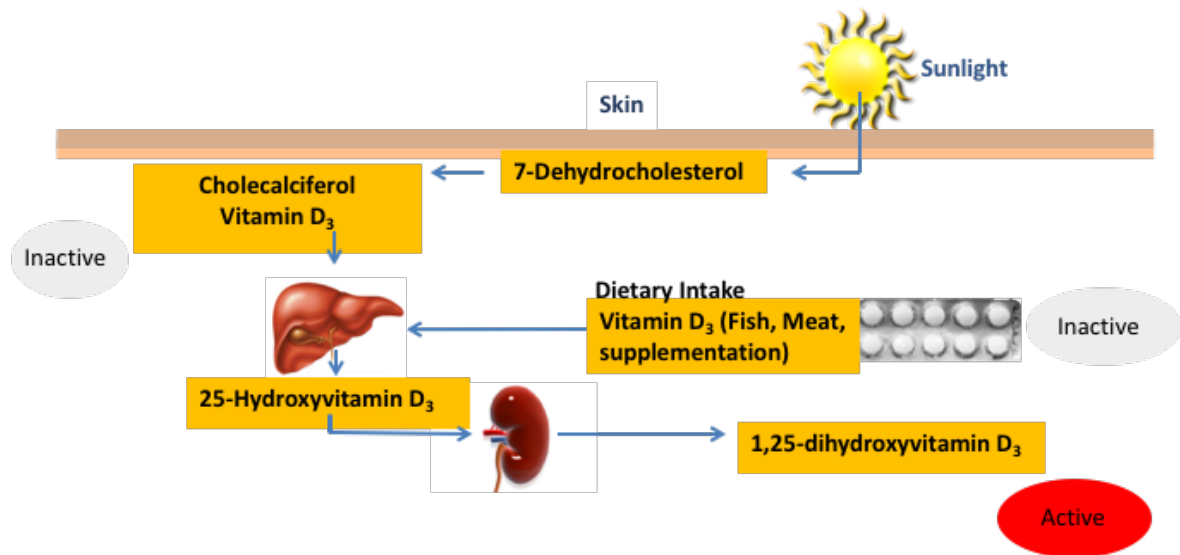 Sunlight
Skin
7-Dehydrocholesterol
Cholecalciferol
Vitamin D₃
Inactive
Dietary Intake
Vitamin D₃ (Fish, Meat,
supplementation)
Inactive
25-Hydroxyvitamin D₃
1,25-dihydroxyvitamin D₃
Active